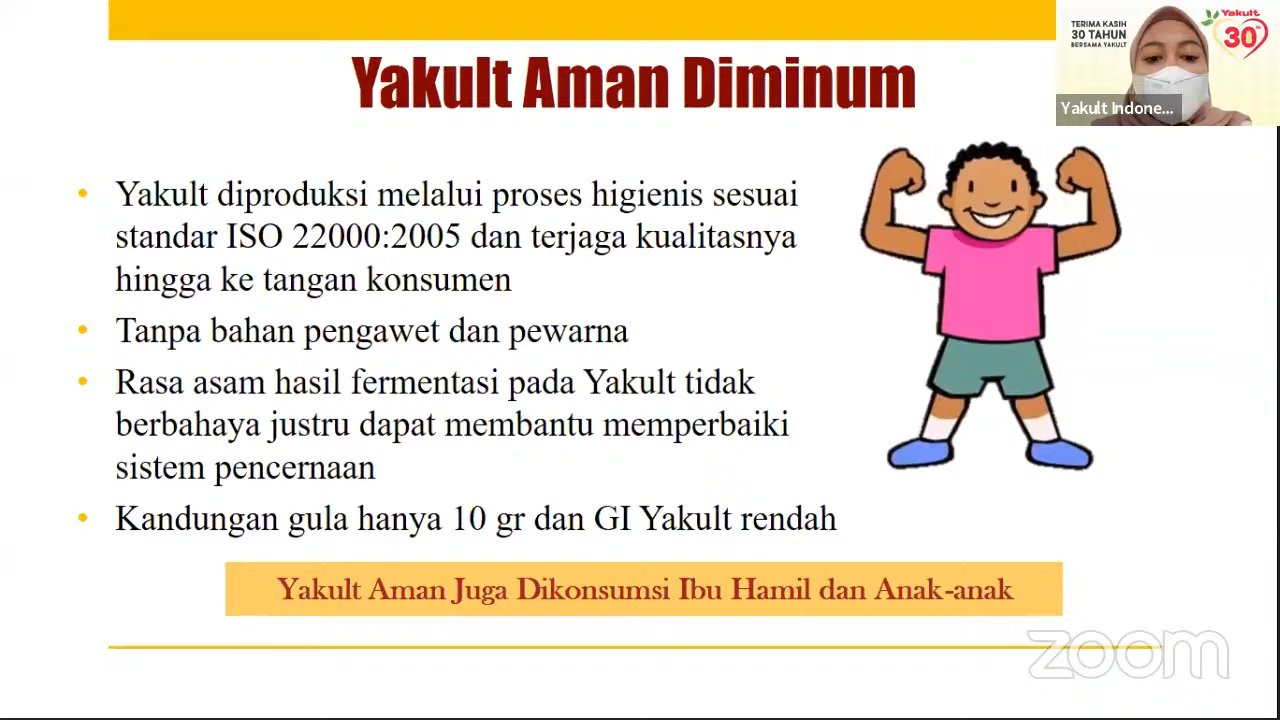 Yakult Aman Diminum
TERIMA KASIH
30 TAHUN
BERSAMA YAKULT
Yakult
30
Yakult Indone...
• Yakult diproduksi melalui proses higienis sesuai
standar ISO 22000:2005 dan terjaga kualitasnya
hingga ke tangan konsumen
• Tanpa bahan pengawet dan pewarna
• Rasa asam hasil fermentasi pada Yakult tidak
berbahaya justru dapat membantu memperbaiki
sistem pencernaan
• Kandungan gula hanya 10 gr dan GI Yakult rendah
Yakult Aman Juga Dikonsumsi Ibu Hamil dan Anak-anak
zoom